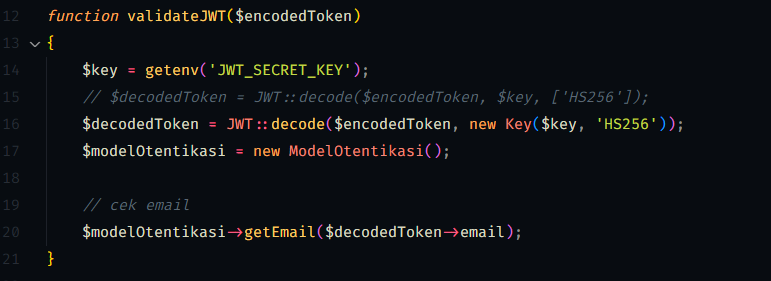 12 function validateJWT($encodedToken)
13 {
14 $key = getenv('JWT_SECRET_KEY');
15 // $decodedToken = JWT::decode($encodedToken, $key, ['HS256']);
16 $decodedToken = JWT::decode($encodedToken, new Key($key, 'HS256'));
17 $modelOtentikasi = new ModelOtentikasi();
18
19 // cek email
20 $modelOtentikasi->getEmail($decodedToken->email);
21 }